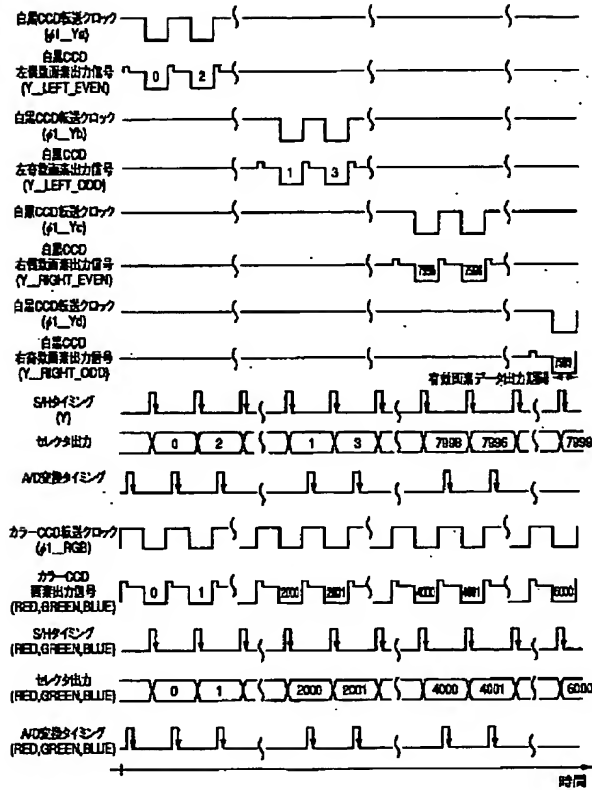 白黒CCD転送クロック
(φ1_Ya)
白黒CCD
左偶数画素出力信号
(Y_LEFT_EVEN)
0 2
白黒CCD転送クロック
(φ1_Yb)
白黒CCD
左奇数画素出力信号
(Y_LEFT_ODD)
1 3
白黒CCD転送クロック
(φ1_Yc)
白黒CCD
右偶数画素出力信号
(Y_RIGHT_EVEN)
7998 7996
白黒CCD転送クロック
(φ1_Yd)
白黒CCD
右奇数画素出力信号
(Y_RIGHT_ODD)
7999
有効画素データ出力期間
S/Hタイミング
(Y)
セレクタ出力
0 2 1 3 7998 7996 7999
A/D変換タイミング
カラーCCD転送クロック
(φ1_RGB)
カラーCCD
画素出力信号
(RED,GREEN,BLUE)
0 1 2000 2001 4000 4001 6000
S/Hタイミング
(RED,GREEN,BLUE)
セレクタ出力
(RED,GREEN,BLUE)
0 1 2000 2001 4000 4001 6000
A/D変換タイミング
(RED,GREEN,BLUE)
時間